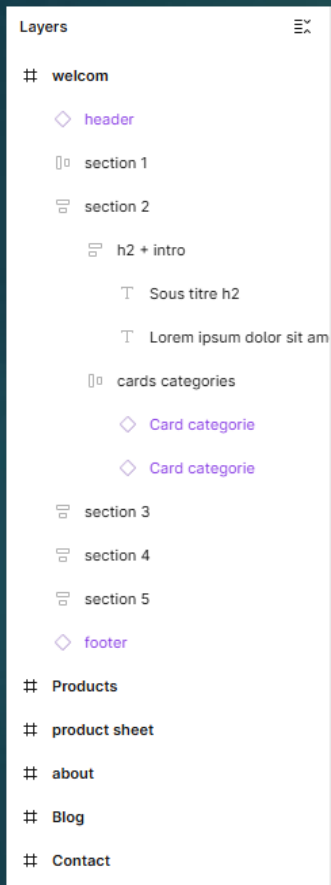 Layers
welcom
header
section 1
section 2
h2 + intro
Sous titre h2
Lorem ipsum dolor sit am
cards categories
Card categorie
Card categorie
section 3
section 4
section 5
footer
Products
product sheet
about
Blog
Contact